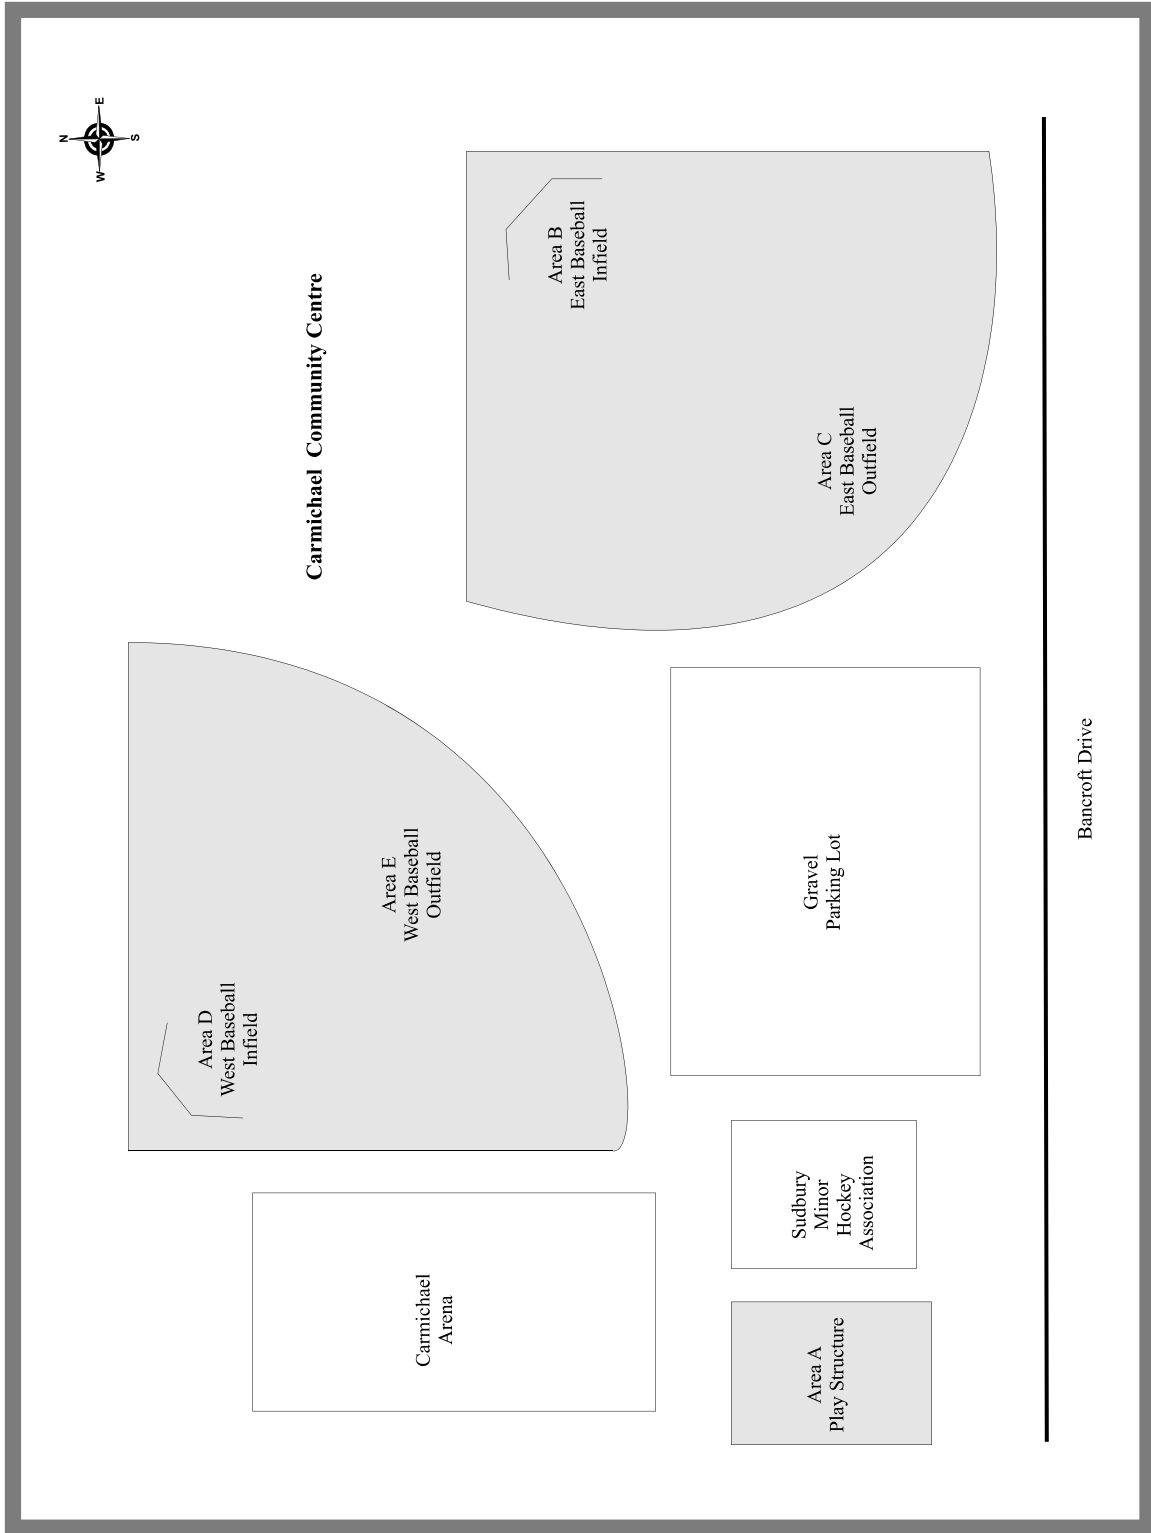 N
E
S
W
Carmichael Community Centre
Area D
West Baseball
Infield
Area E
West Baseball
Outfield
Area B
East Baseball
Infield
Area C
East Baseball
Outfield
Carmichael
Arena
Gravel
Parking Lot
Sudbury
Minor
Hockey
Association
Area A
Play Structure
Bancroft Drive